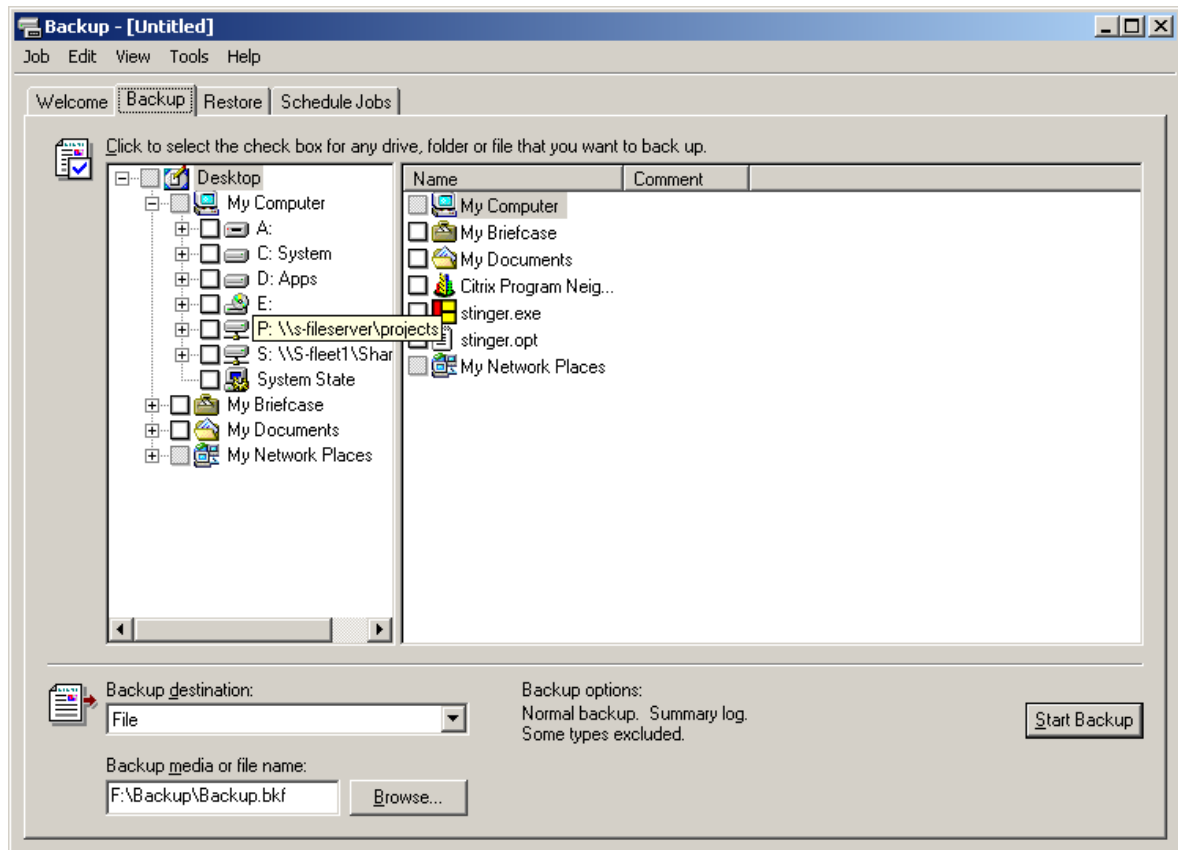 Backup - [Untitled]
Job Edit View Tools Help
Welcome Backup Restore Schedule Jobs
Click to select the check box for any drive, folder or file that you want to back up.
Desktop
My Computer
A:
C: System
D: Apps
E:
P: \\s-fileserver\projects
S: \\S-fleet1\Shar
System State
My Briefcase
My Documents
My Network Places
Name Comment
My Computer
My Briefcase
My Documents
Citrix Program Neig...
stinger.exe
stinger.opt
My Network Places
Backup destination:
File
Backup media or file name:
F:\Backup\Backup.bkf
Browse...
Backup options:
Normal backup. Summary log.
Some types excluded.
Start Backup